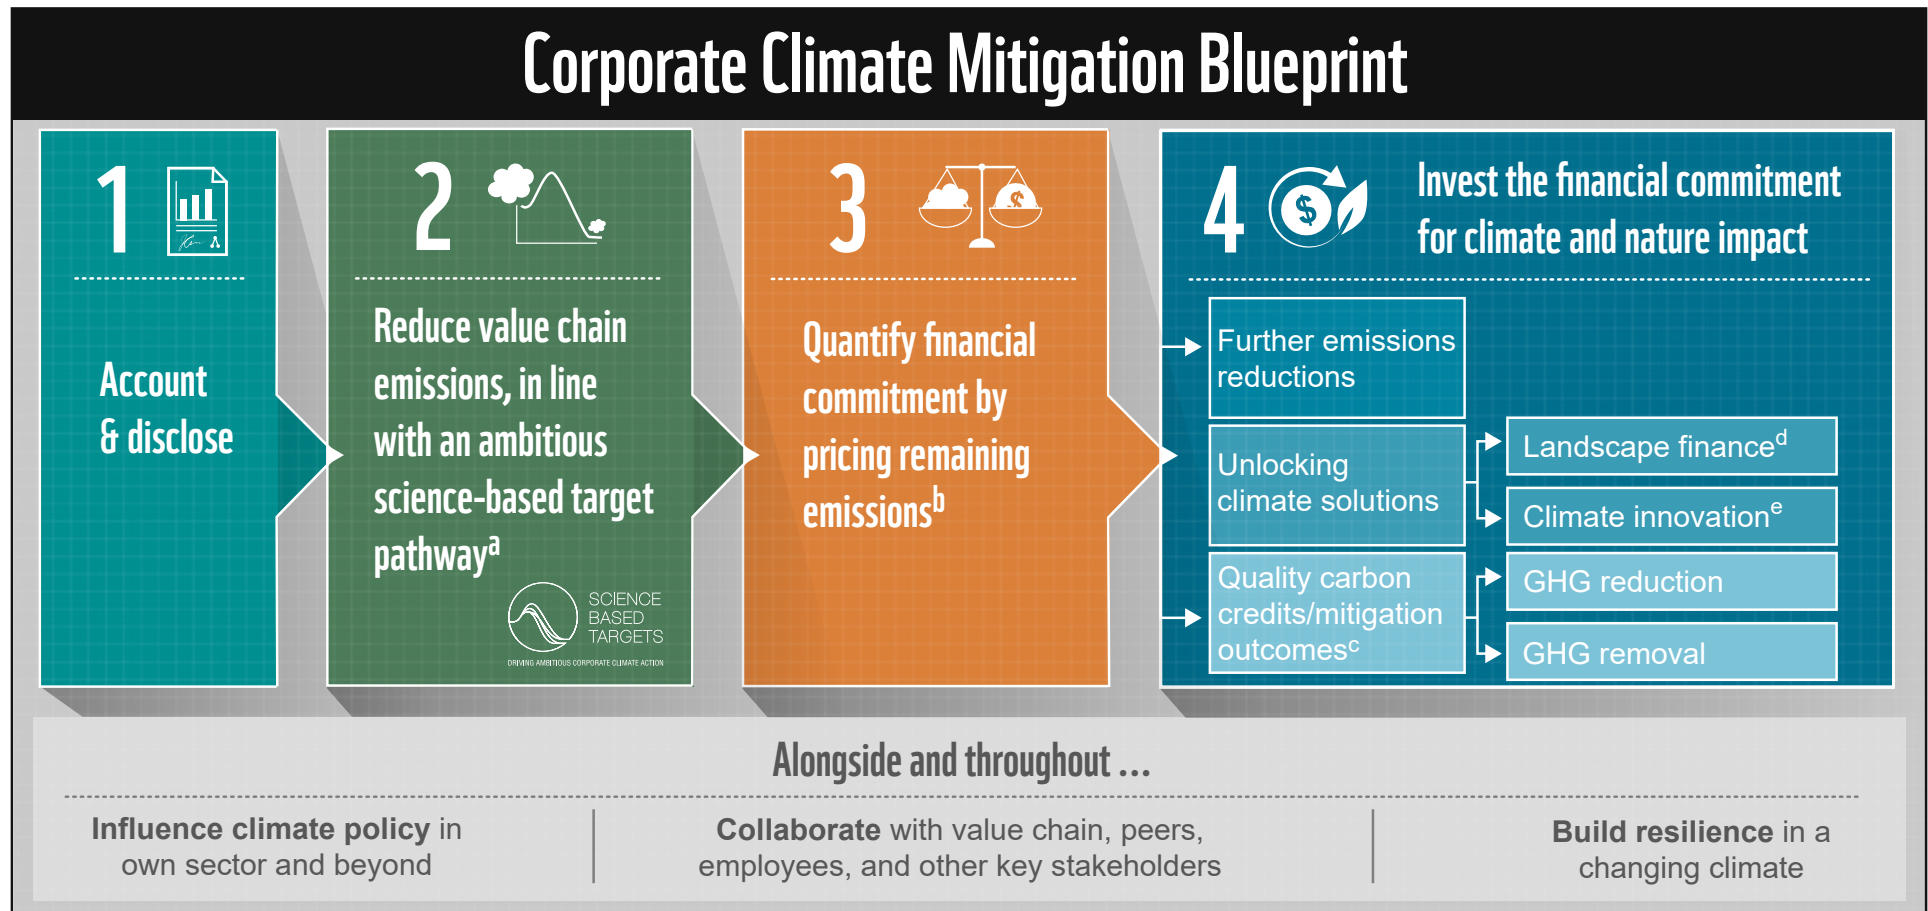 Corporate Climate Mitigation Blueprint
1
Account
& disclose
2
Reduce value chain
emissions, in line
with an ambitious
science-based target
pathwayᵃ
SCIENCE
BASED
TARGETS
DRIVING AMBITIOUS CORPORATE CLIMATE ACTION
3
$
Quantify financial
commitment by
pricing remaining
emissionsᵇ
4
$
Invest the financial commitment
for climate and nature impact
Further emissions
reductions
Unlocking
climate solutions
Landscape financeᵈ
Climate innovationᵉ
Quality carbon
credits/mitigation
outcomesᶜ
GHG reduction
GHG removal
Alongside and throughout ...
Influence climate policy in
own sector and beyond
Collaborate with value chain, peers,
employees, and other key stakeholders
Build resilience in a
changing climate